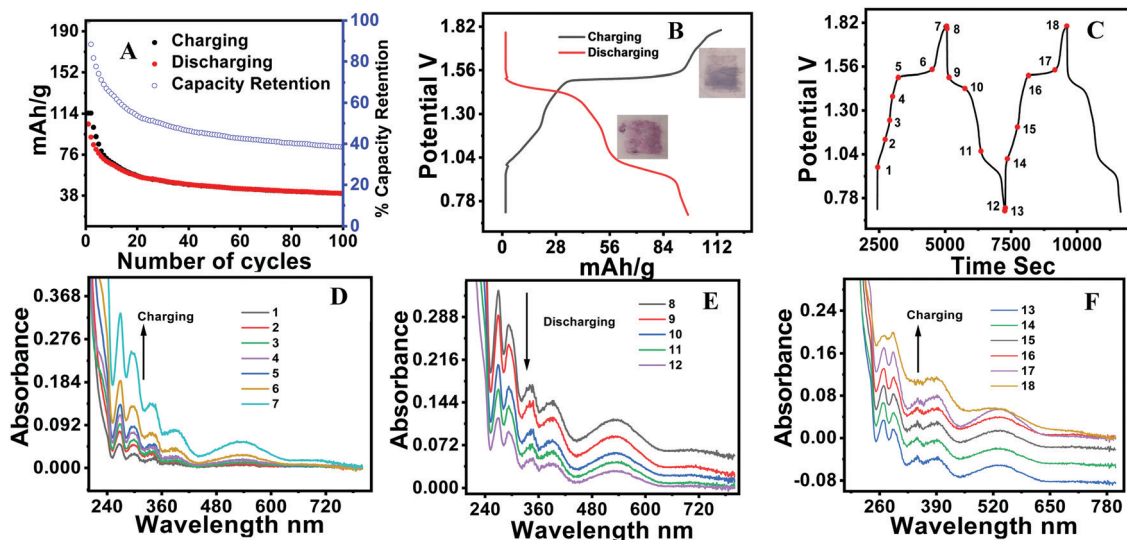 A
Charging
Discharging
Capacity Retention
mAh/g
190
152
114
76
38
% Capacity Retention
100
80
60
40
20
0
0 20 40 60 80 100
Number of cycles
B
Charging
Discharging
Potential V
1.82
1.56
1.30
1.04
0.78
0 28 56 84 112
mAh/g
C
Potential V
1.82
1.56
1.30
1.04
0.78
1
2
3
4
5
6
7
8
9
10
11
12
13
14
15
16
17
18
2500 5000 7500 10000
Time Sec
D
Charging
1
2
3
4
5
6
7
Absorbance
0.368
0.276
0.184
0.092
0.000
240 360 480 600 720
Wavelength nm
E
Discharging
8
9
10
11
12
Absorbance
0.288
0.216
0.144
0.072
0.000
240 360 480 600 720
Wavelength nm
F
Charging
13
14
15
16
17
18
Absorbance
0.24
0.16
0.08
0.00
-0.08
260 390 520 650 780
Wavelength nm